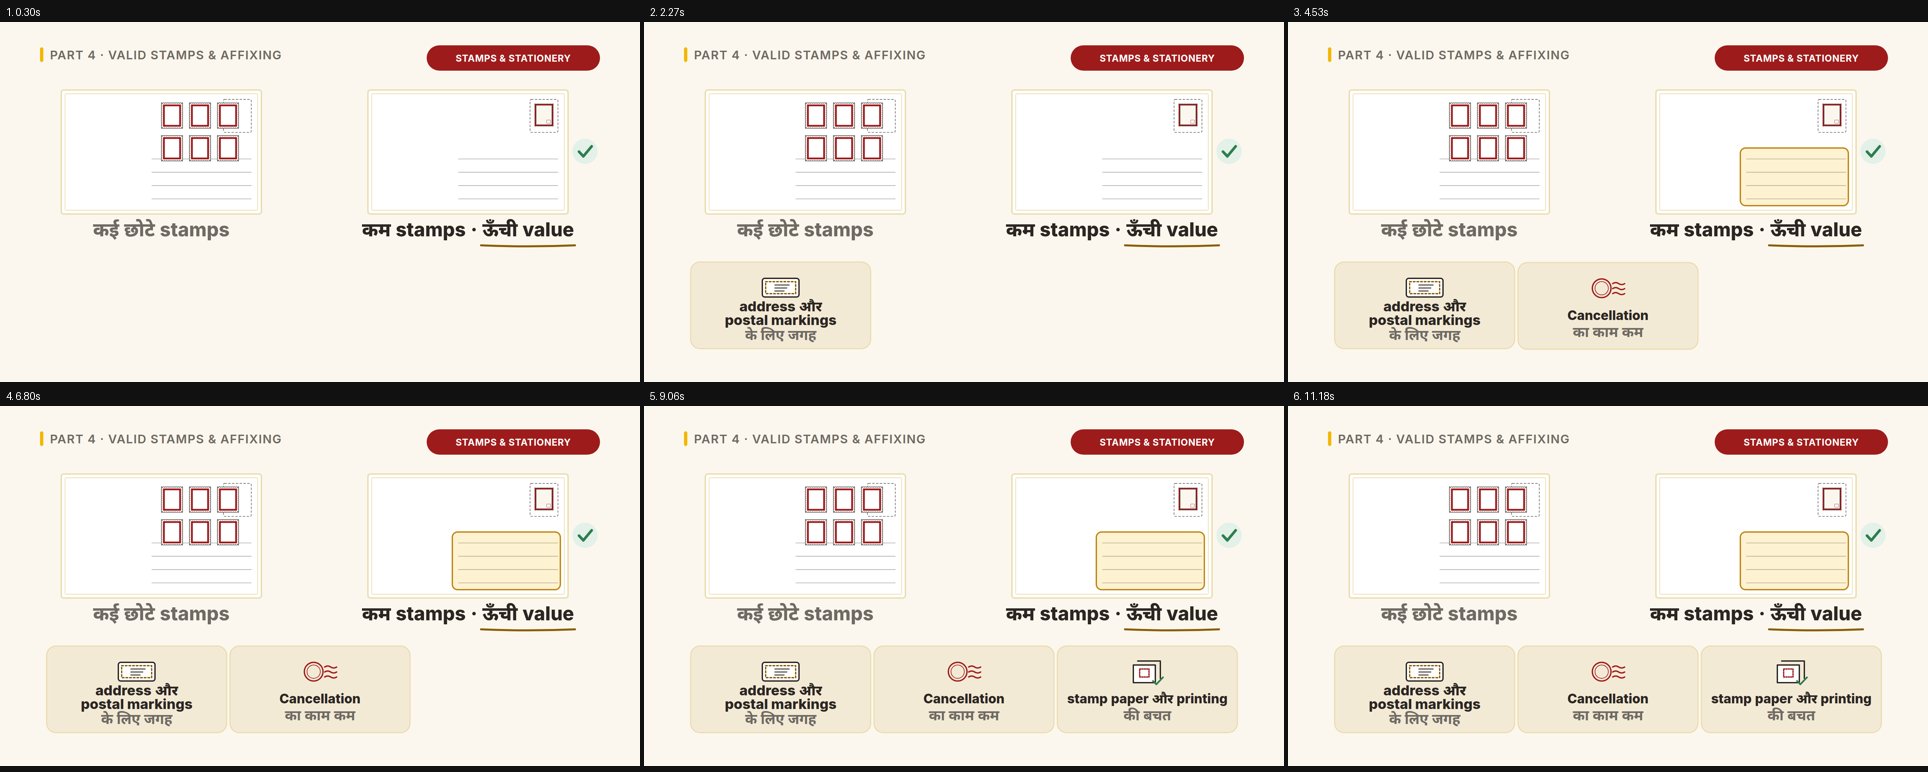 1. 0.30s
PART 4 · VALID STAMPS & AFFIXING
STAMPS & STATIONERY
कई छोटे stamps
कम stamps · ऊँची value
2. 2.27s
PART 4 · VALID STAMPS & AFFIXING
STAMPS & STATIONERY
कई छोटे stamps
कम stamps · ऊँची value
address और
postal markings
के लिए जगह
3. 4.53s
PART 4 · VALID STAMPS & AFFIXING
STAMPS & STATIONERY
कई छोटे stamps
कम stamps · ऊँची value
address और
postal markings
के लिए जगह
Cancellation
का काम कम
4. 6.80s
PART 4 · VALID STAMPS & AFFIXING
STAMPS & STATIONERY
कई छोटे stamps
कम stamps · ऊँची value
address और
postal markings
के लिए जगह
Cancellation
का काम कम
5. 9.06s
PART 4 · VALID STAMPS & AFFIXING
STAMPS & STATIONERY
कई छोटे stamps
कम stamps · ऊँची value
address और
postal markings
के लिए जगह
Cancellation
का काम कम
stamp paper और printing
की बचत
6. 11.18s
PART 4 · VALID STAMPS & AFFIXING
STAMPS & STATIONERY
कई छोटे stamps
कम stamps · ऊँची value
address और
postal markings
के लिए जगह
Cancellation
का काम कम
stamp paper और printing
की बचत